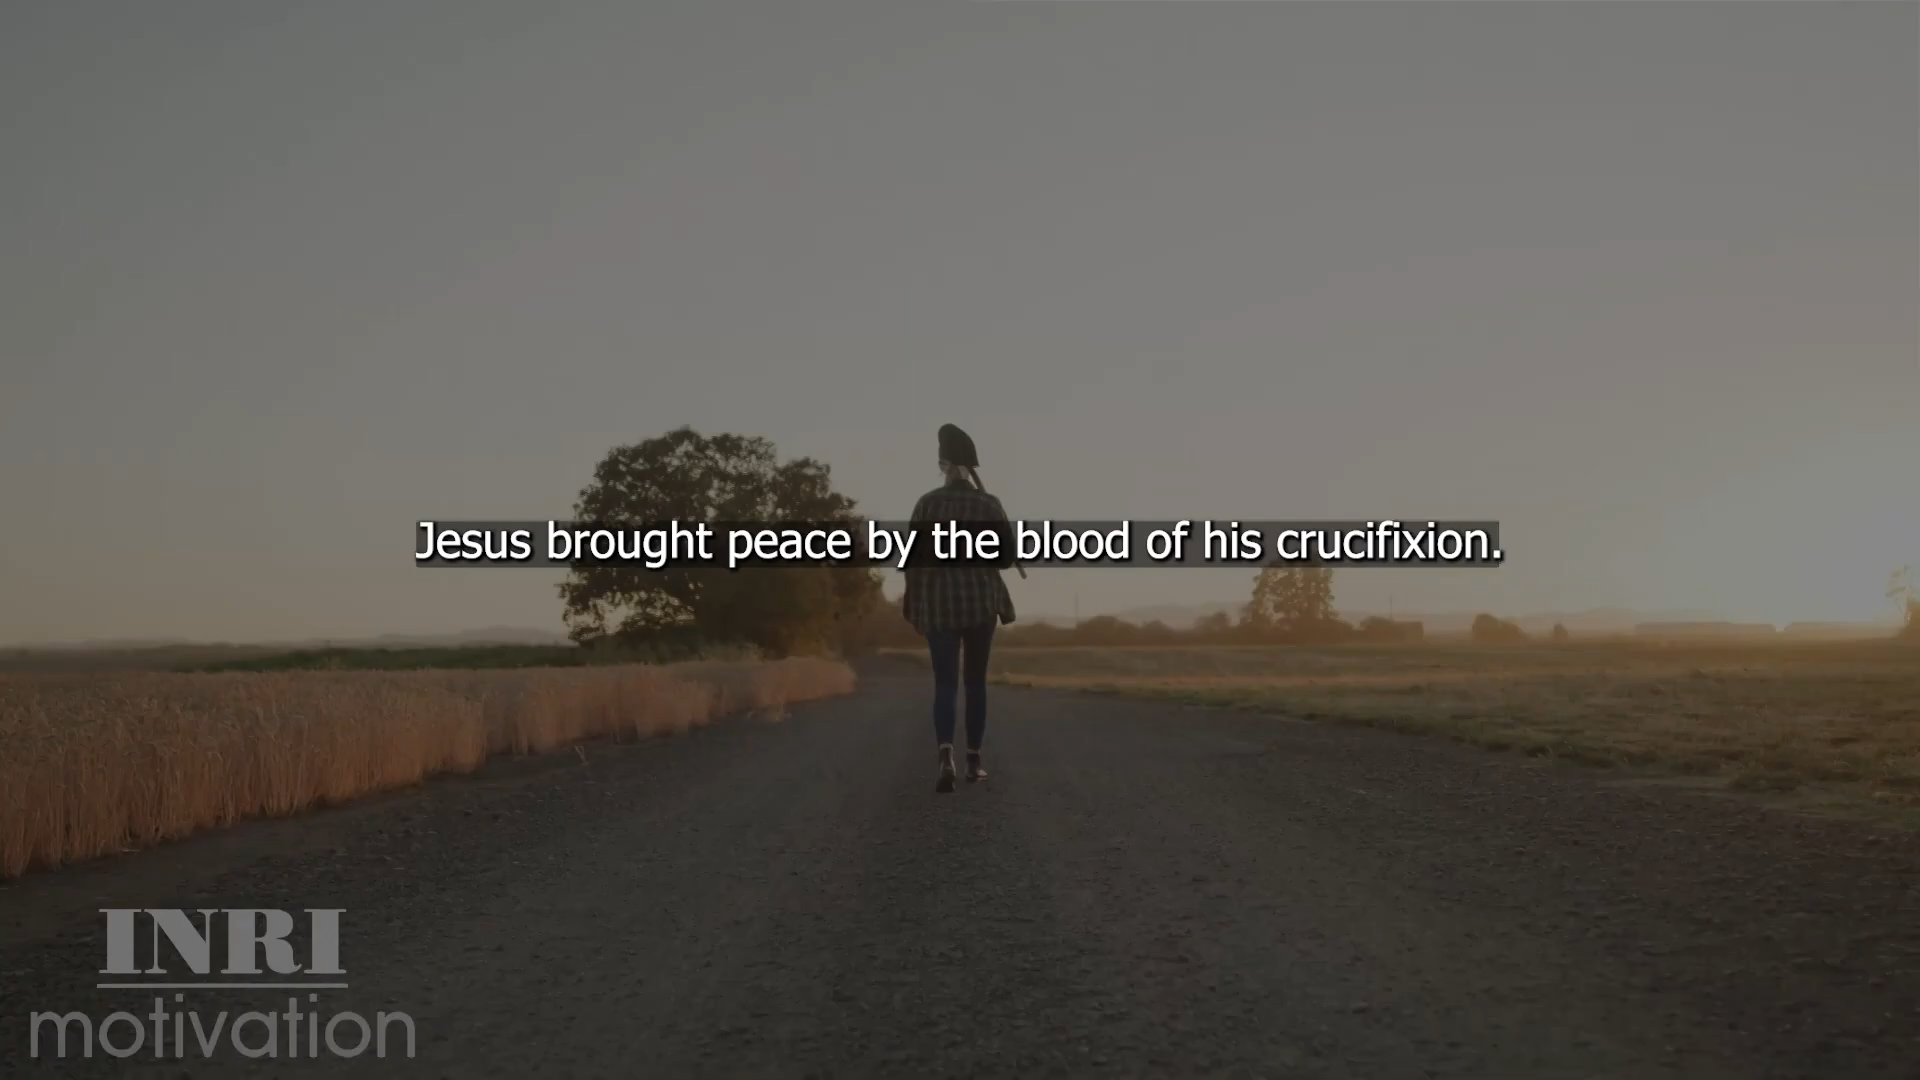 Jesus brought peace by the blood of his crucifixion.
INRI
motivation